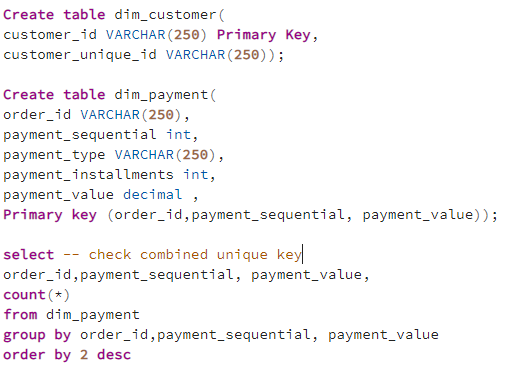 Create table dim_customer(
customer_id VARCHAR(250) Primary Key,
customer_unique_id VARCHAR(250));
Create table dim_payment(
order_id VARCHAR(250),
payment_sequential int,
payment_type VARCHAR(250),
payment_installments int,
payment_value decimal ,
Primary key (order_id,payment_sequential, payment_value));
select -- check combined unique key
order_id,payment_sequential, payment_value,
count(*)
from dim_payment
group by order_id,payment_sequential, payment_value
order by 2 desc